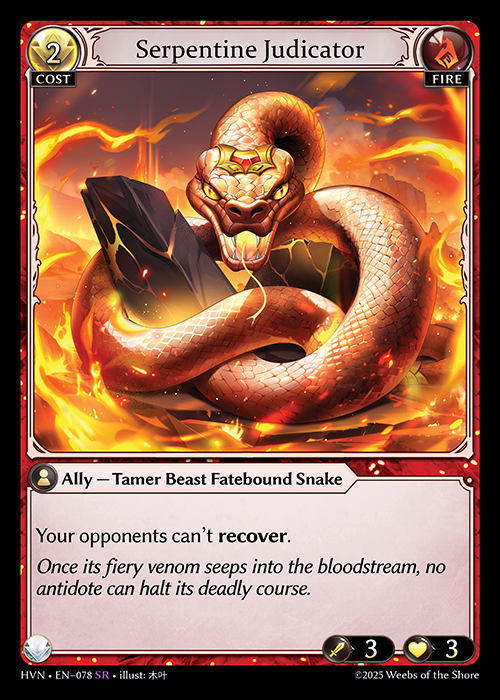 2
Serpentine Judicator
COST
FIRE
Ally — Tamer Beast Fatebound Snake
Your opponents can't recover.
Once its fiery venom seeps into the bloodstream, no
antidote can halt its deadly course.
3
3
HVN • EN-078 SR • illust: 木叶
©2025 Weebs of the Shore